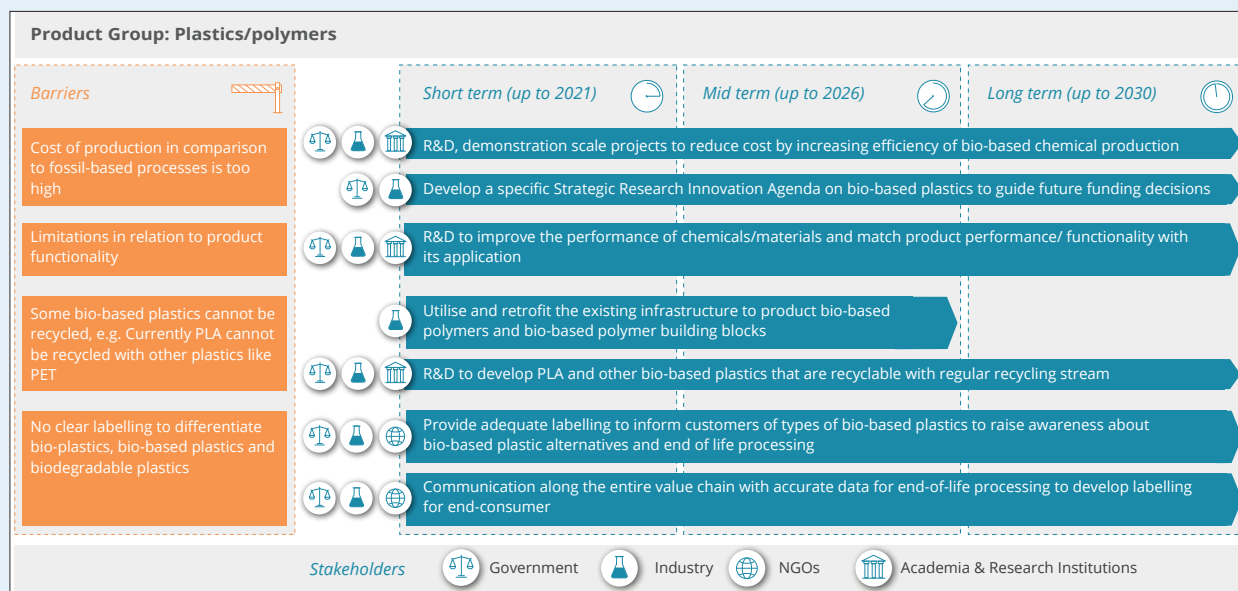 Product Group: Plastics/polymers
Barriers
Short term (up to 2021)
Mid term (up to 2026)
Long term (up to 2030)
Cost of production in comparison
to fossil-based processes is too
high
R&D, demonstration scale projects to reduce cost by increasing efficiency of bio-based chemical production
Develop a specific Strategic Research Innovation Agenda on bio-based plastics to guide future funding decisions
Limitations in relation to product
functionality
R&D to improve the performance of chemicals/materials and match product performance/ functionality with
its application
Some bio-based plastics cannot be
recycled, e.g. Currently PLA cannot
be recycled with other plastics like
PET
Utilise and retrofit the existing infrastructure to product bio-based
polymers and bio-based polymer building blocks
R&D to develop PLA and other bio-based plastics that are recyclable with regular recycling stream
No clear labelling to differentiate
bio-plastics, bio-based plastics and
biodegradable plastics
Provide adequate labelling to inform customers of types of bio-based plastics to raise awareness about
bio-based plastic alternatives and end of life processing
Communication along the entire value chain with accurate data for end-of-life processing to develop labelling
for end-consumer
Stakeholders
Government
Industry
NGOs
Academia & Research Institutions